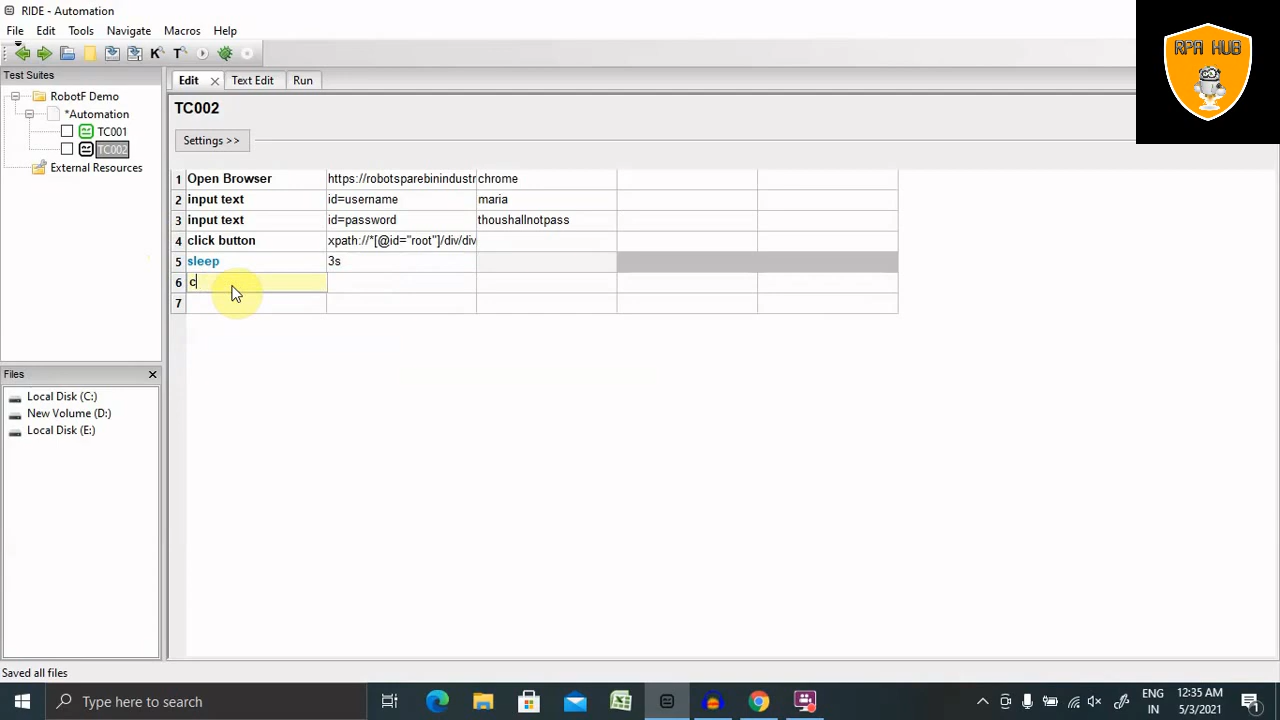 RIDE - Automation
File Edit Tools Navigate Macros Help
RPA HUB
K T
Test Suites
Edit Text Edit Run
RobotF Demo
*Automation
TC001
TC002
External Resources
TC002
Settings >>
1 Open Browser https://robotsparebinindustr chrome
2 input text id=username maria
3 input text id=password thoushallnotpass
4 click button xpath://*[@id="root"]/div/div
5 sleep 3s
6 c
7
Files
Local Disk (C:)
New Volume (D:)
Local Disk (E:)
Saved all files
Type here to search
ENG
IN
12:35 AM
5/3/2021
1